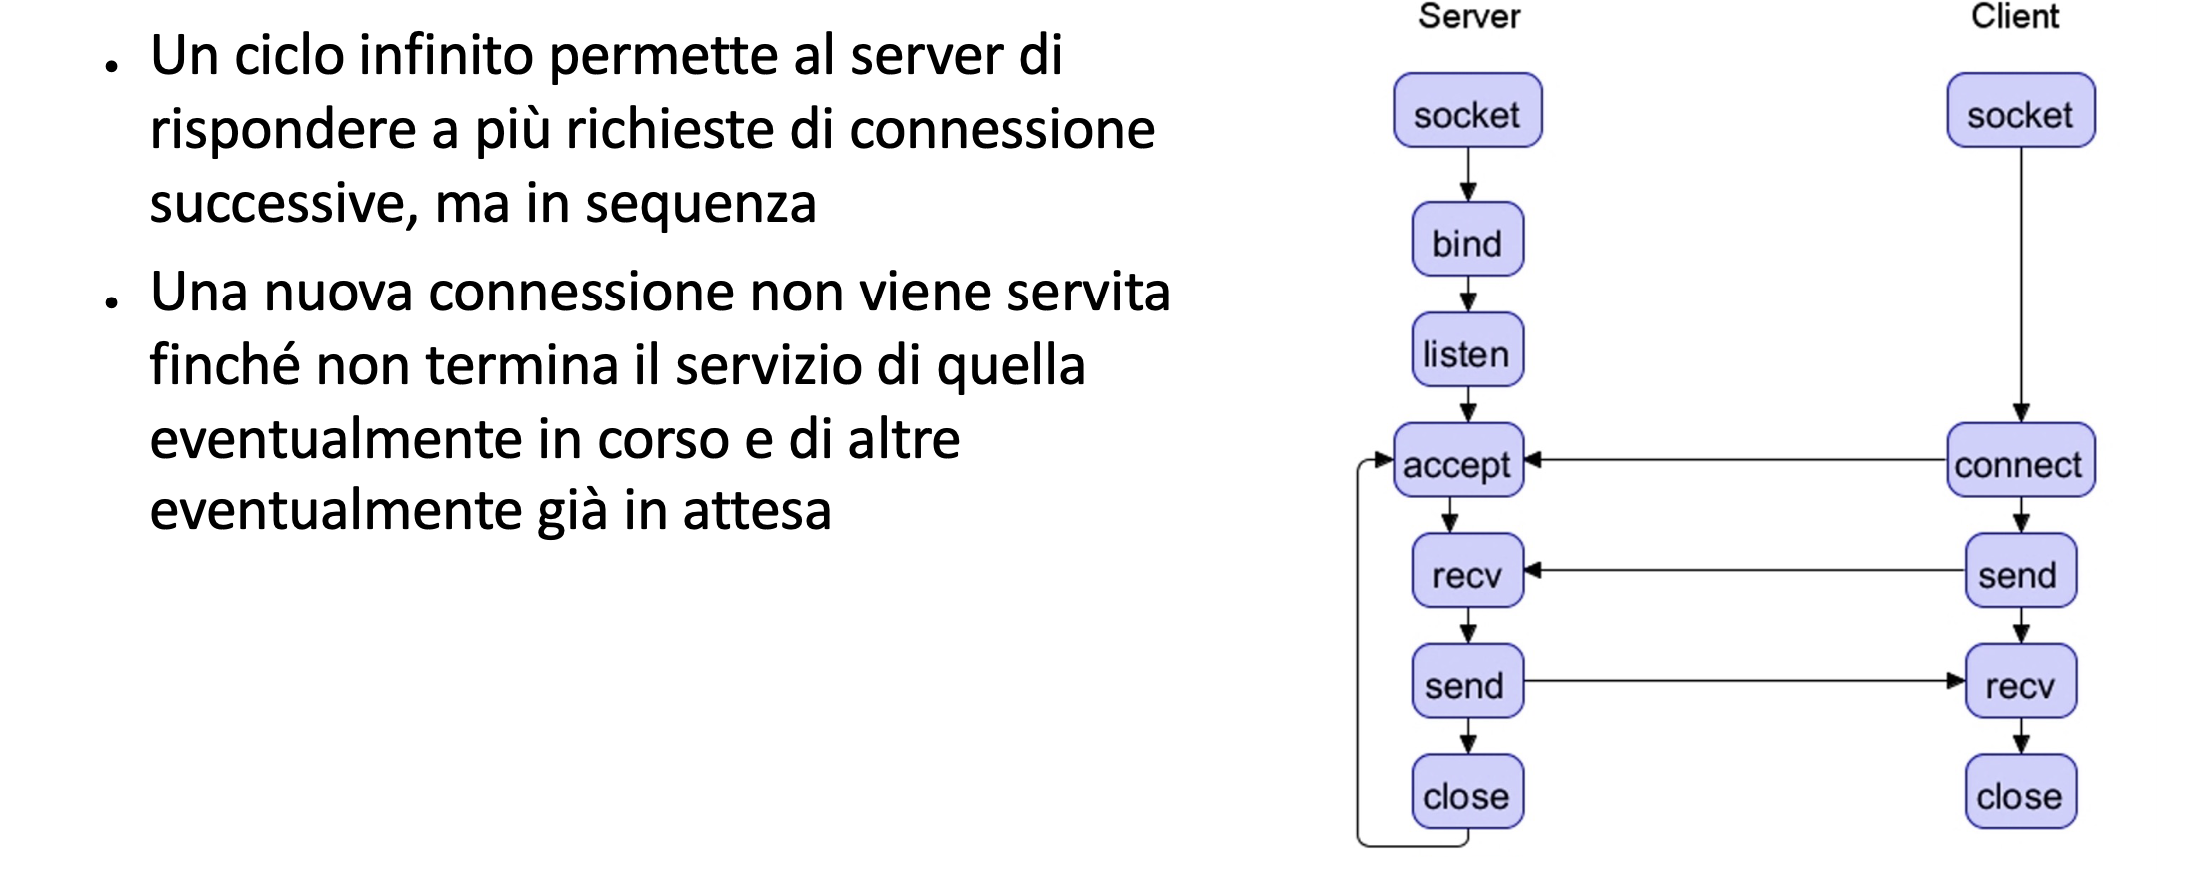 • Un ciclo infinito permette al server di
rispondere a più richieste di connessione
successive, ma in sequenza
• Una nuova connessione non viene servita
finché non termina il servizio di quella
eventualmente in corso e di altre
eventualmente già in attesa
Server
socket
bind
listen
accept
recv
send
close
Client
socket
connect
send
recv
close